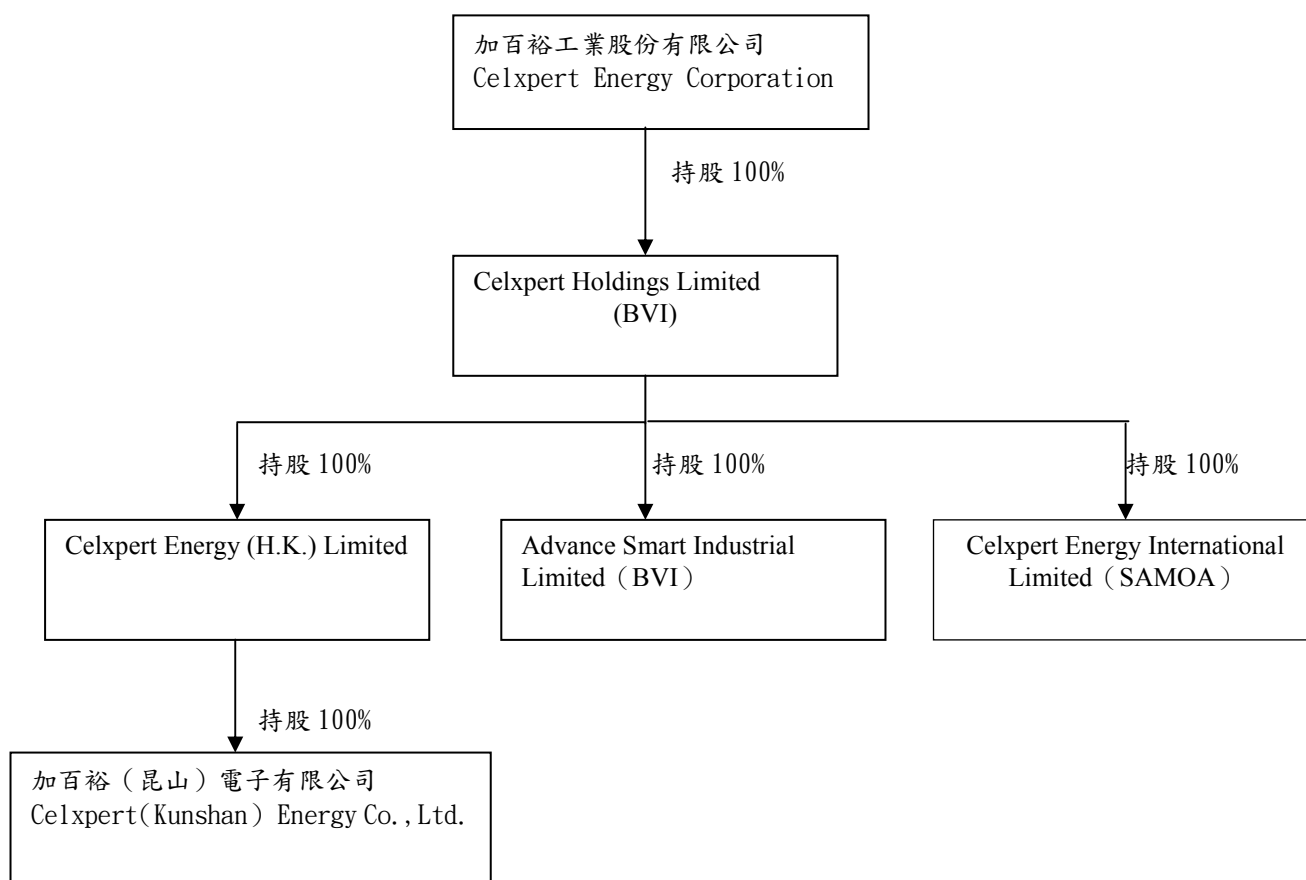 加百裕工業股份有限公司
Celxpert Energy Corporation
持股 100%
Celxpert Holdings Limited
(BVI)
持股 100%
持股 100%
持股 100%
Celxpert Energy (H.K.) Limited
Advance Smart Industrial
Limited（BVI）
Celxpert Energy International
Limited（SAMOA）
持股 100%
加百裕（昆山）電子有限公司
Celxpert(Kunshan) Energy Co.,Ltd.